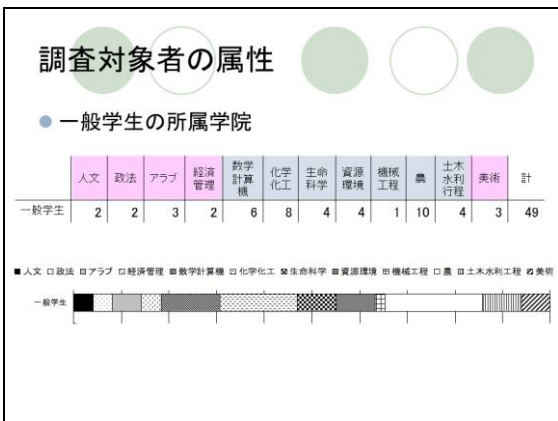 調査対象者の属性
一般学生の所属学院
人文 政法 アラブ 経済管理 数学計算機 化学化工 生命科学 資源環境 機械工程 農 土木水利行程 美術 計
一般学生 2 2 3 2 6 8 4 4 1 10 4 3 49
■人文 □政法 ▥アラブ ▨経済管理 ▩数学計算機 ▨化学化工 ▩生命科学 ▩資源環境 ⊞機械工程 □農 ▥土木水利工程 ▨美術
一般学生